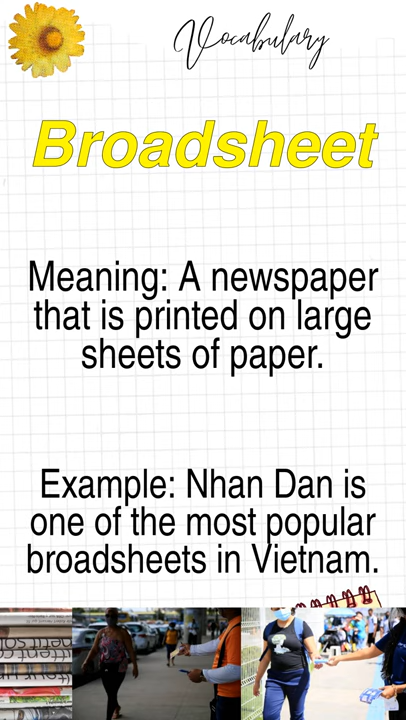 Vocabulary
Broadsheet
Meaning: A newspaper
that is printed on large
sheets of paper.
Example: Nhan Dan is
one of the most popular
broadsheets in Vietnam.